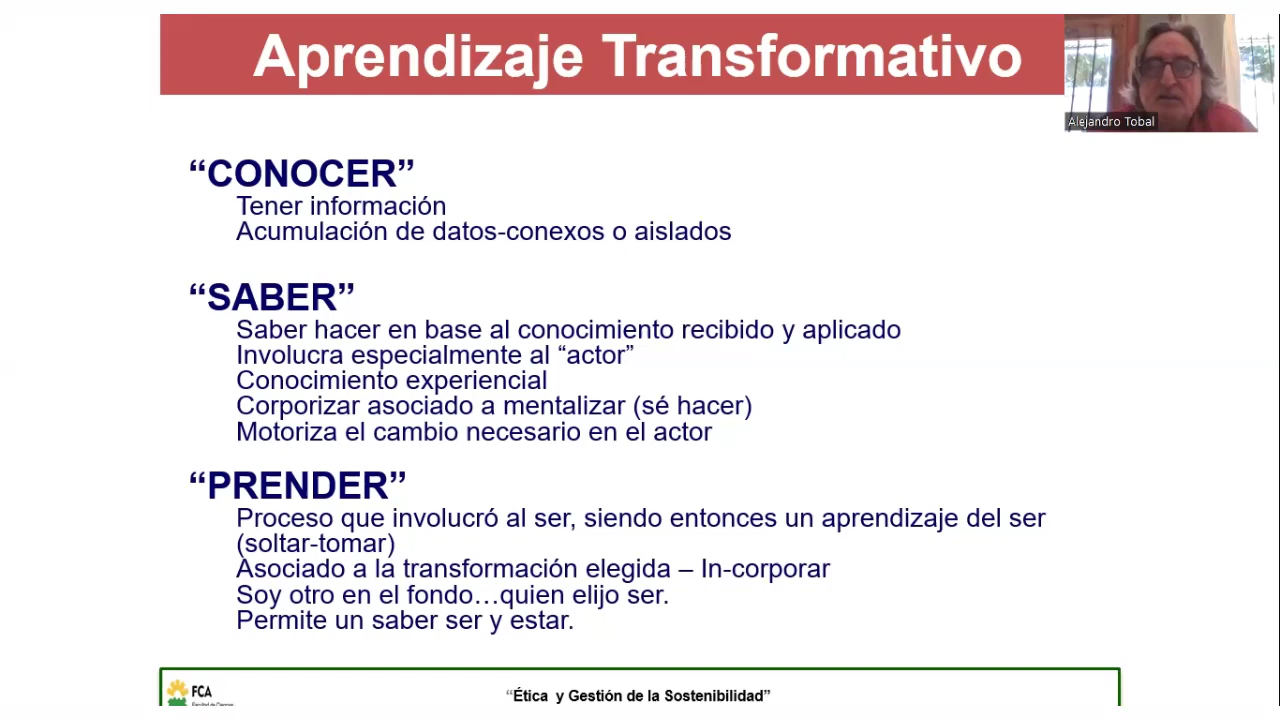 Aprendizaje Transformativo
Alejandro Tobal
“CONOCER”
Tener información
Acumulación de datos-conexos o aislados
“SABER”
Saber hacer en base al conocimiento recibido y aplicado
Involucra especialmente al “actor”
Conocimiento experiencial
Corporizar asociado a mentalizar (sé hacer)
Motoriza el cambio necesario en el actor
“PRENDER”
Proceso que involucró al ser, siendo entonces un aprendizaje del ser
(soltar-tomar)
Asociado a la transformación elegida – In-corporar
Soy otro en el fondo…quien elijo ser.
Permite un saber ser y estar.
FCA
“Ética y Gestión de la Sostenibilidad”